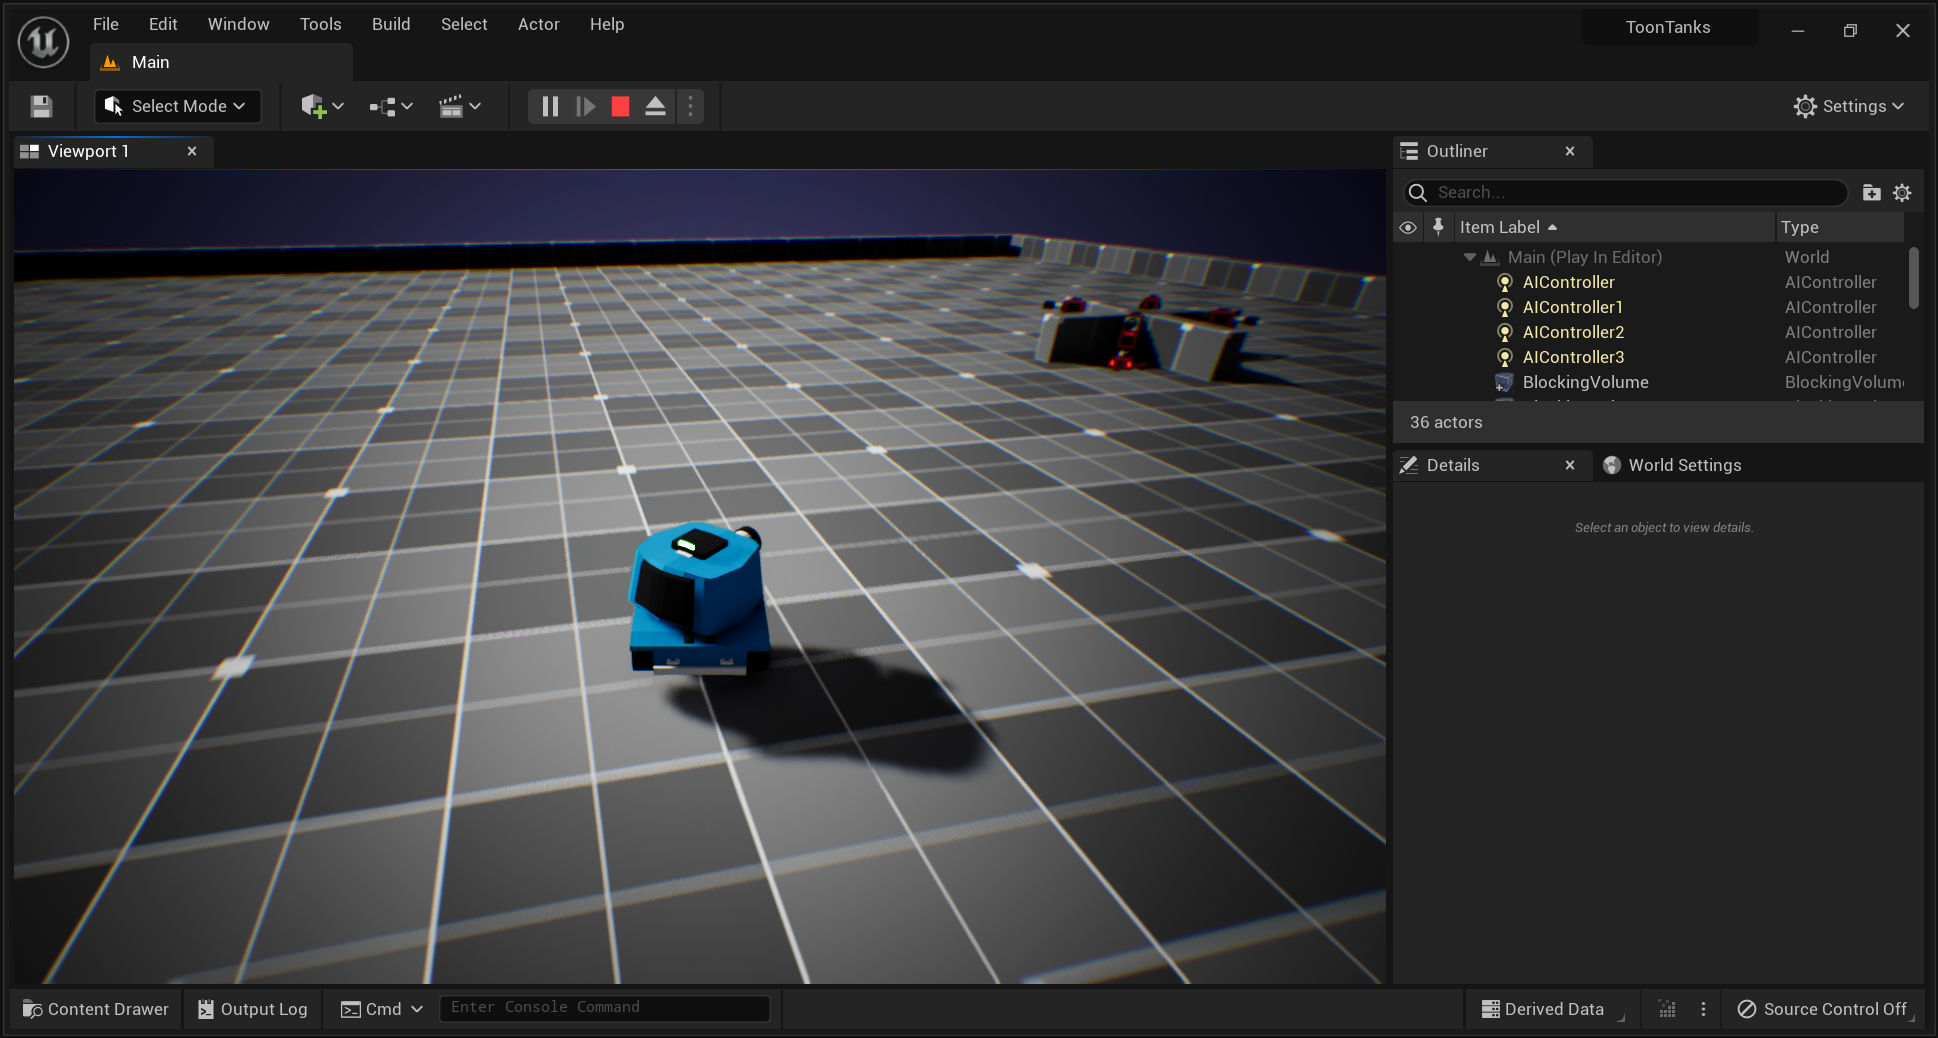 File Edit Window Tools Build Select Actor Help
ToonTanks
Main
Select Mode
Settings
Viewport 1
Outliner
Search...
Item Label Type
Main (Play In Editor) World
AIController AIController
AIController1 AIController
AIController2 AIController
AIController3 AIController
BlockingVolume BlockingVolum
36 actors
Details World Settings
Select an object to view details.
Content Drawer Output Log Cmd Enter Console Command Derived Data Source Control Off